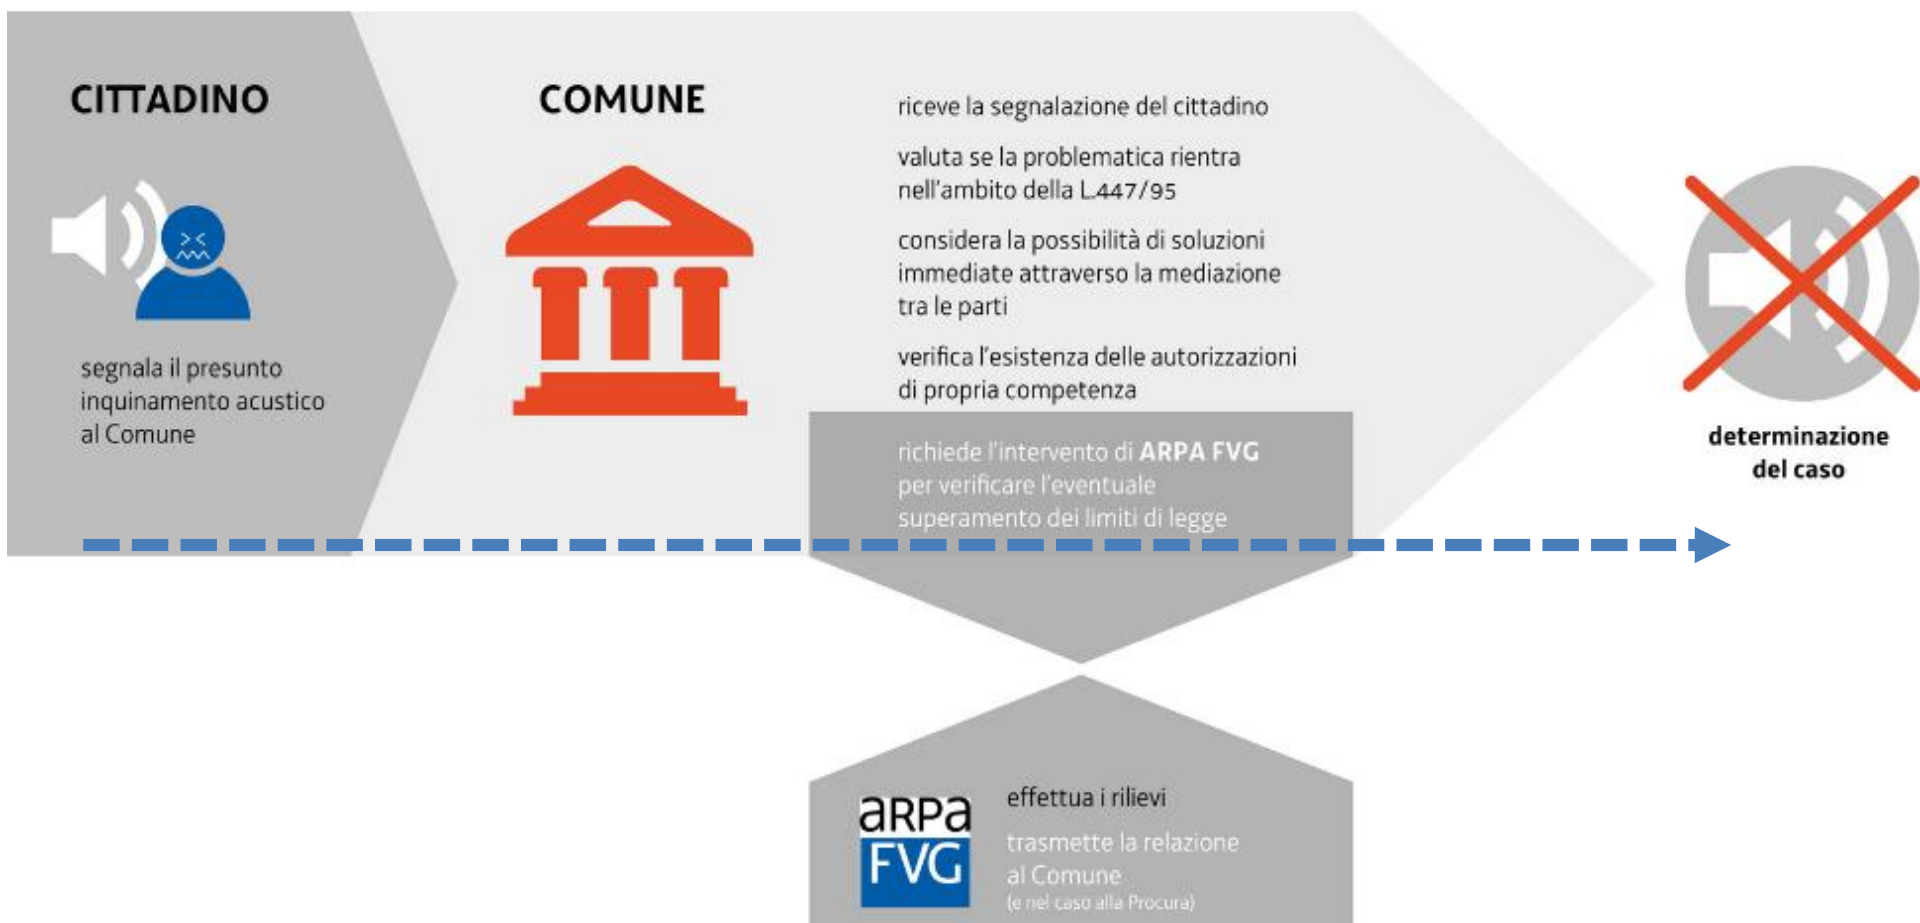 CITTADINO
segnala il presunto
inquinamento acustico
al Comune
COMUNE
riceve la segnalazione del cittadino
valuta se la problematica rientra
nell'ambito della L.447/95
considera la possibilità di soluzioni
immediate attraverso la mediazione
tra le parti
verifica l'esistenza delle autorizzazioni
di propria competenza
richiede l'intervento di ARPA FVG
per verificare l'eventuale
superamento dei limiti di legge
determinazione
del caso
aRPa
FVG
effettua i rilievi
trasmette la relazione
al Comune
(e nel caso alla Procura)